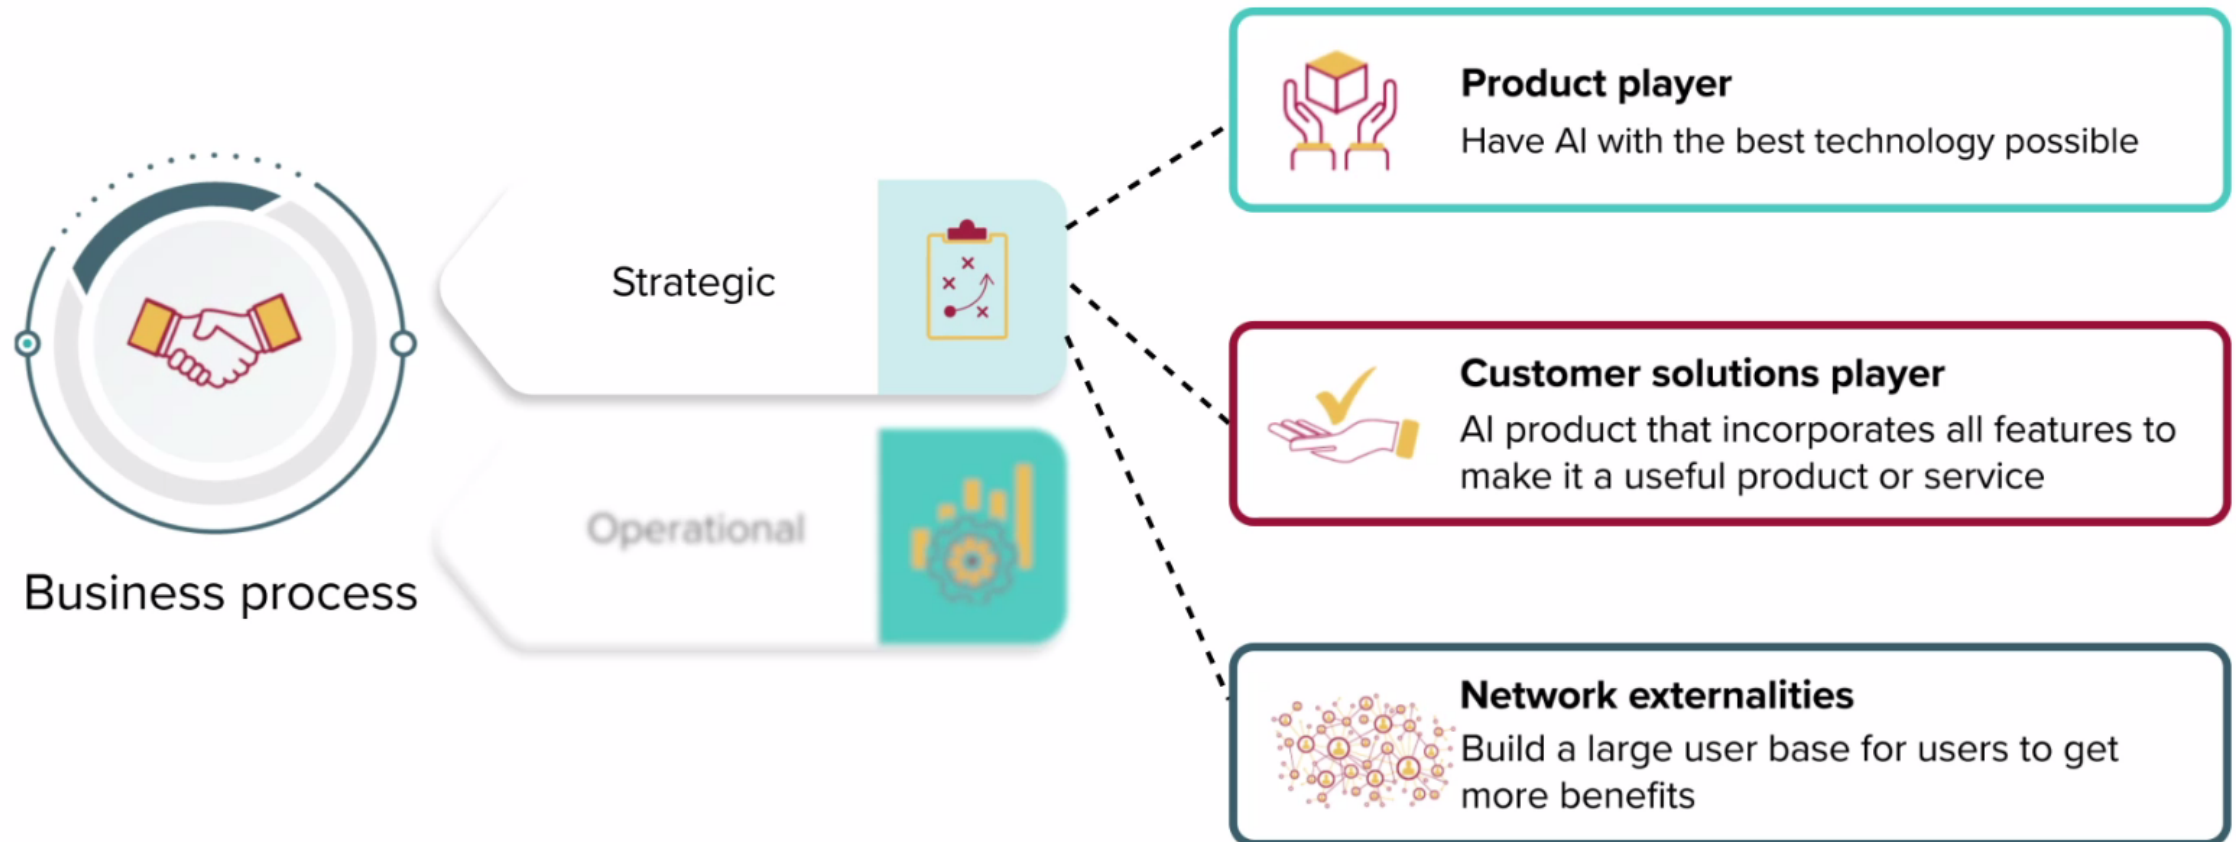 Business process
Strategic
Operational
Product player
Have AI with the best technology possible
Customer solutions player
AI product that incorporates all features to
make it a useful product or service
Network externalities
Build a large user base for users to get
more benefits